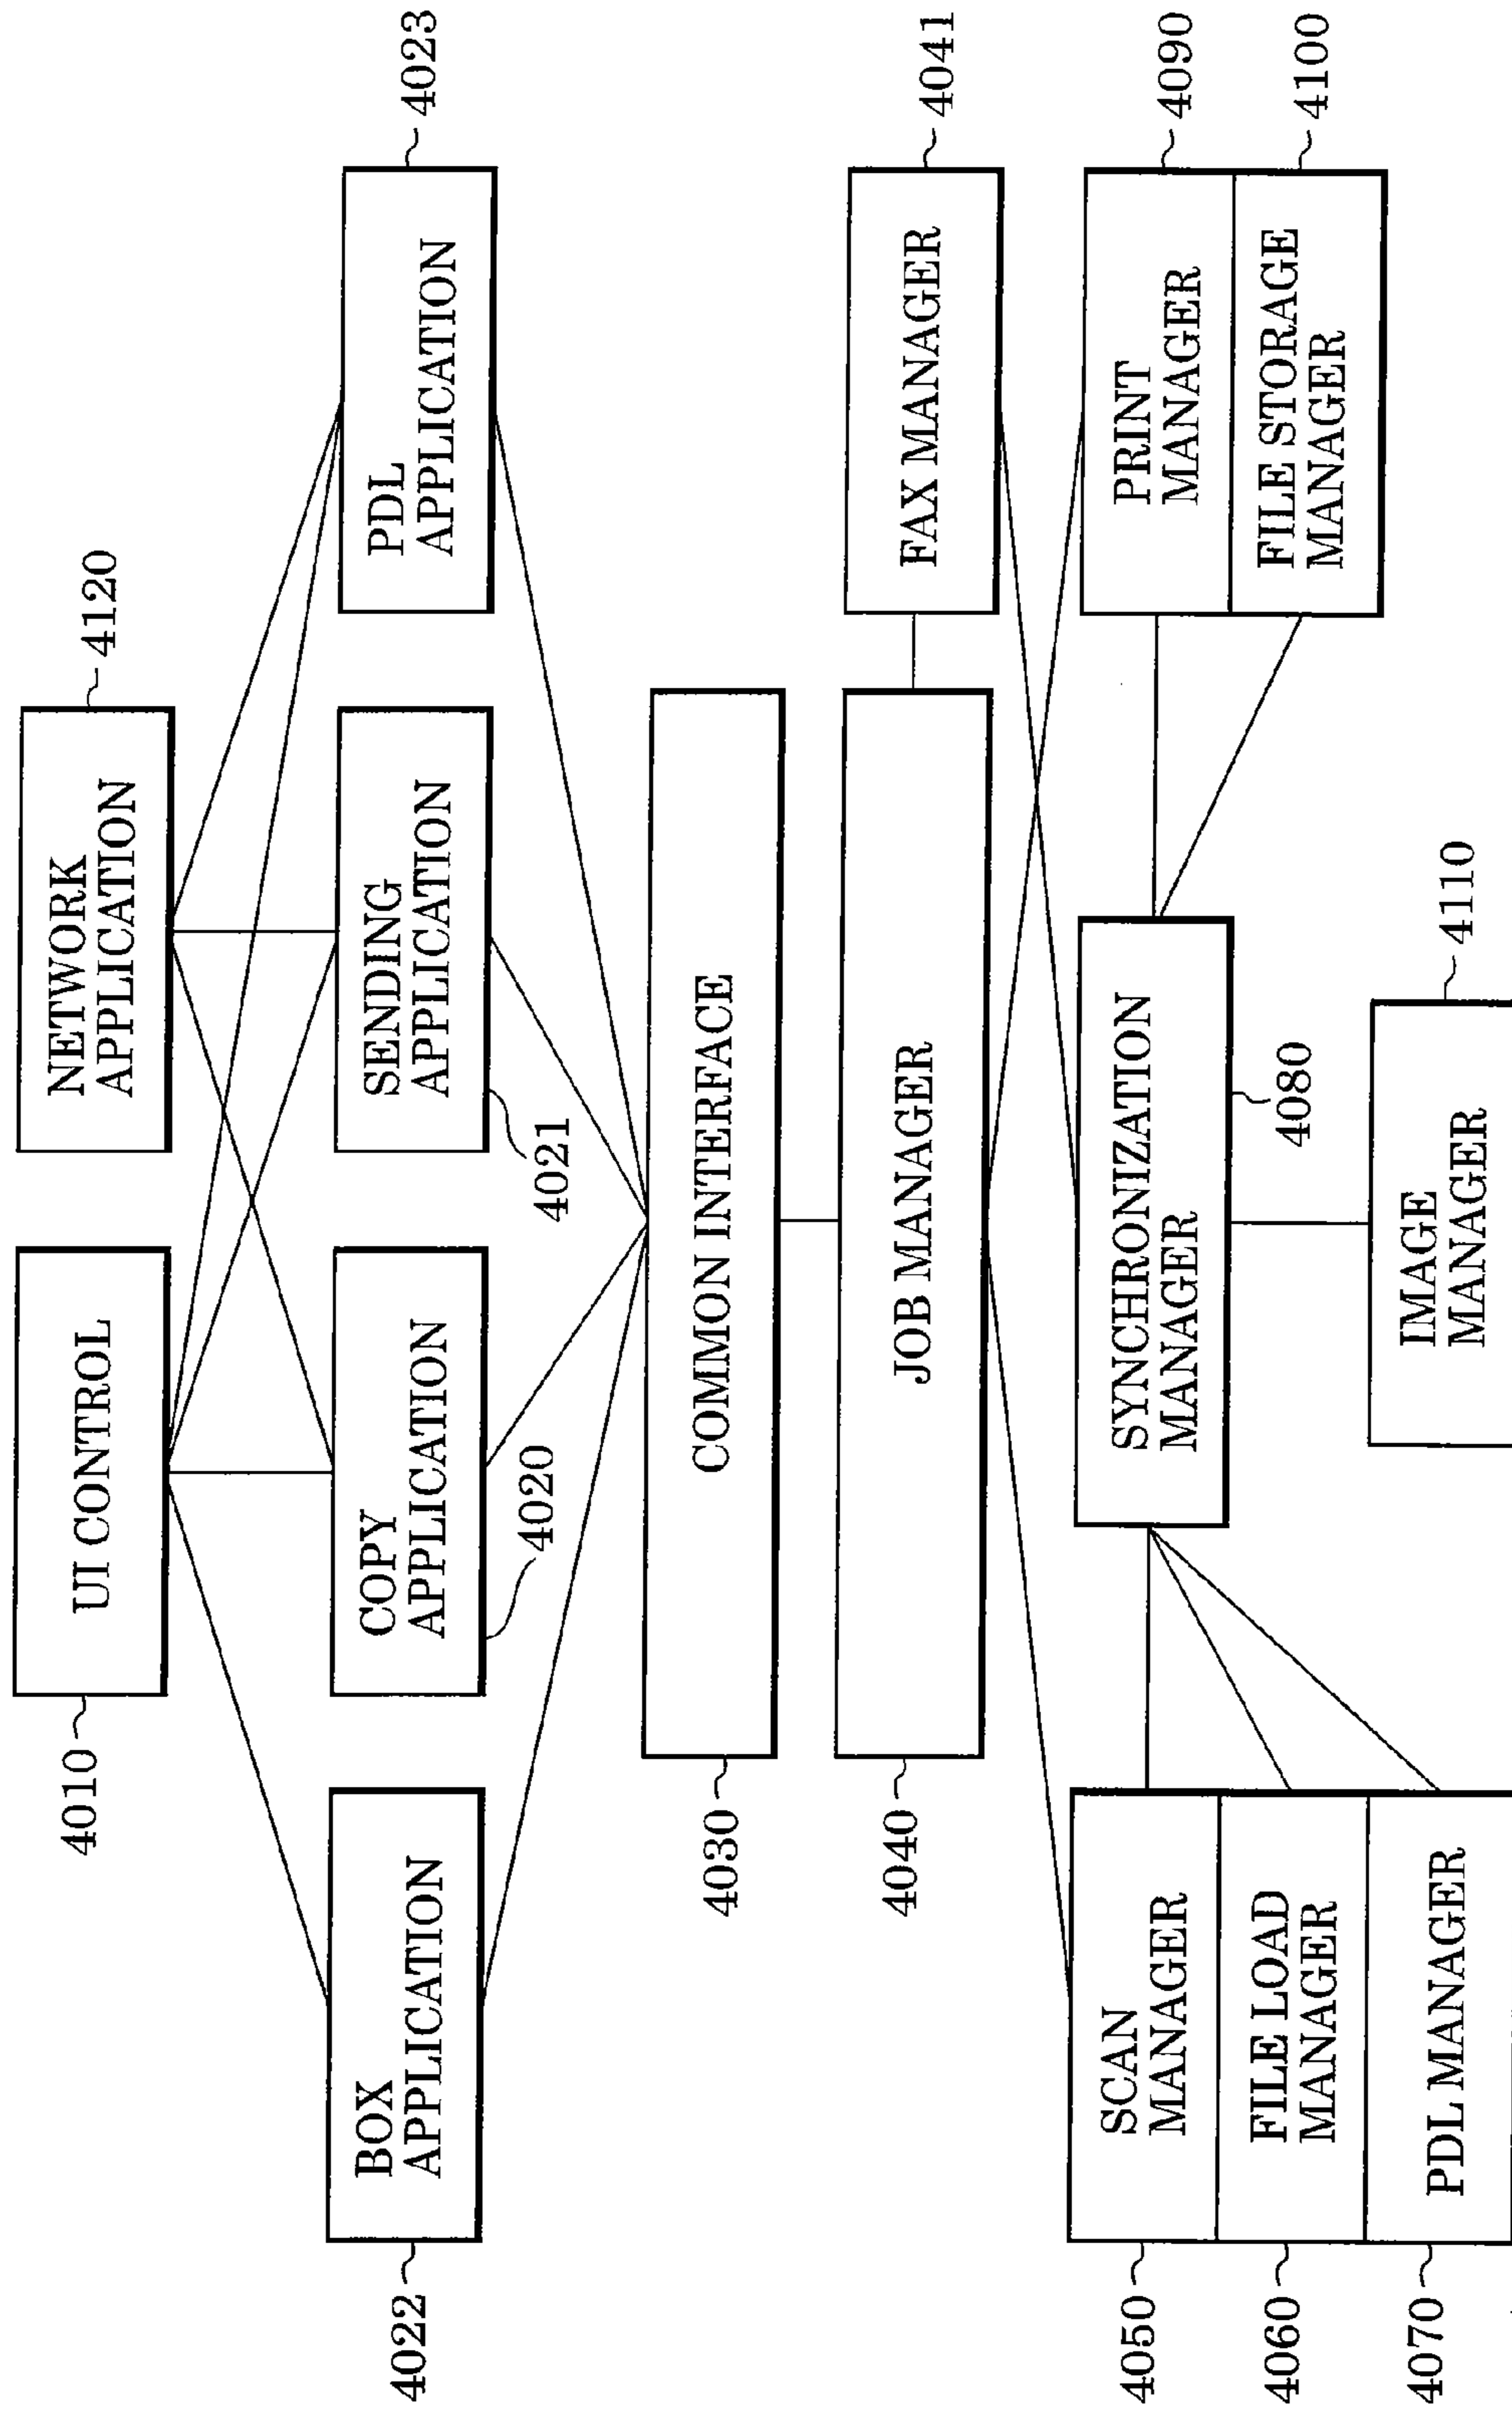 4010
UI CONTROL
NETWORK
APPLICATION
4120
4022
BOX
APPLICATION
COPY
APPLICATION
4020
SENDING
APPLICATION
4021
PDL
APPLICATION
4023
4030
COMMON INTERFACE
4040
JOB MANAGER
FAX MANAGER
4041
4050
SCAN
MANAGER
4060
FILE LOAD
MANAGER
4070
PDL MANAGER
SYNCHRONIZATION
MANAGER
4080
PRINT
MANAGER
4090
FILE STORAGE
MANAGER
4100
IMAGE
MANAGER
4110